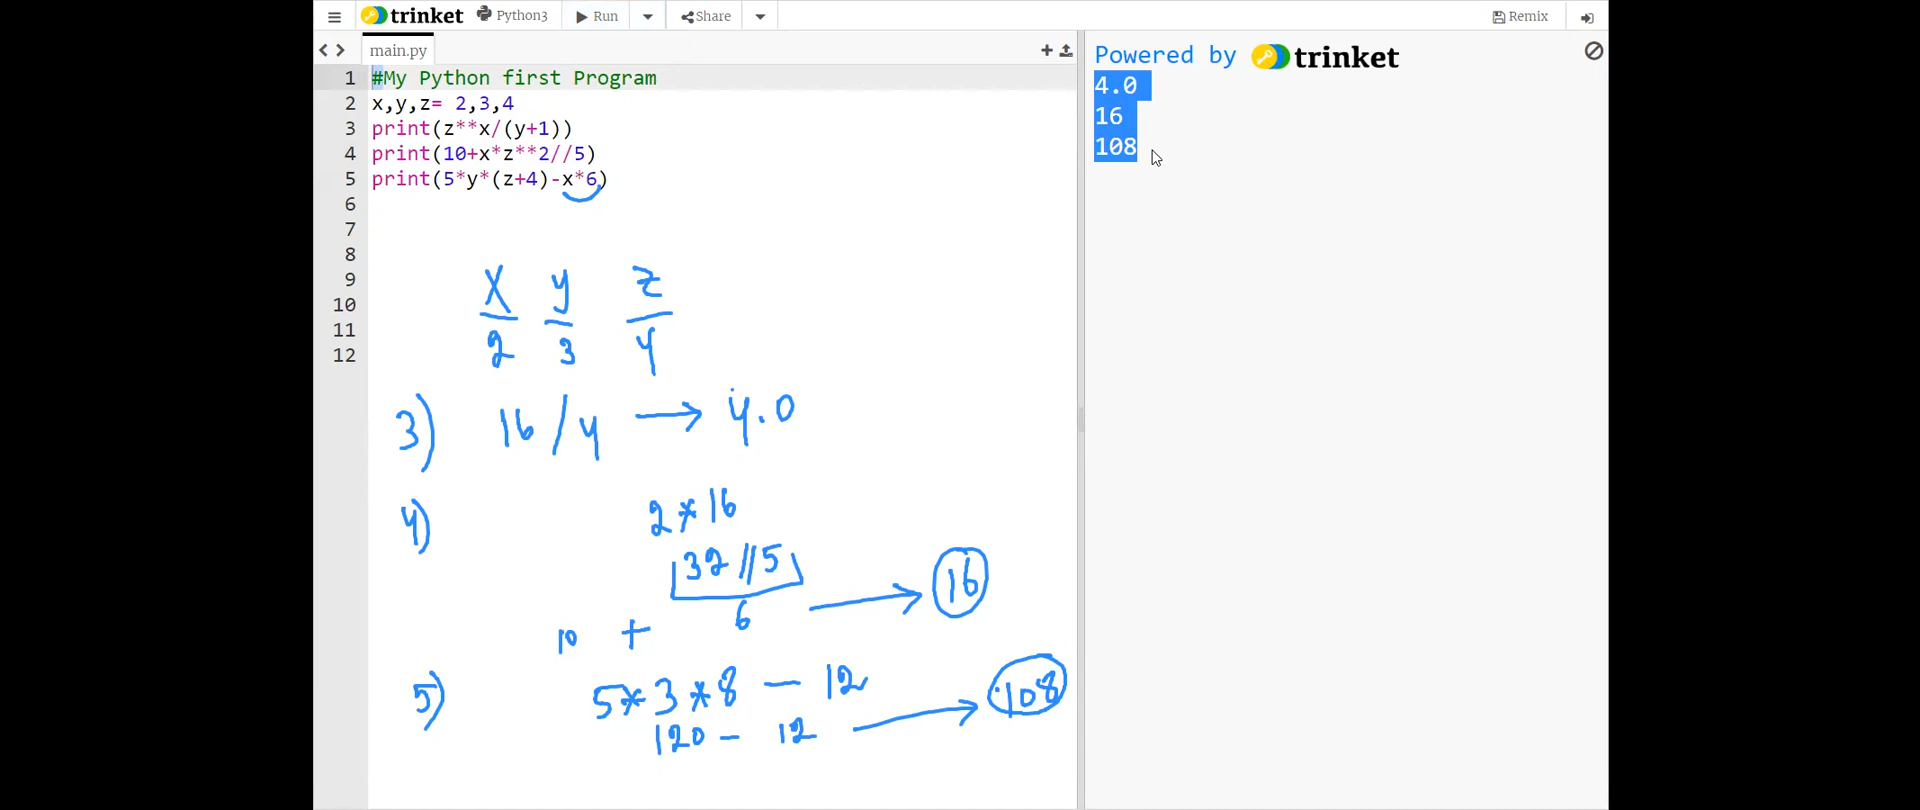 trinket Python3 Run Share Remix
main.py
1 #My Python first Program
2 x,y,z= 2,3,4
3 print(z**x/(y+1))
4 print(10+x*z**2//5)
5 print(5*y*(z+4)-x*6)
6
7
8
9
10
11
12
x y z
2 3 4
3) 16 / 4 → 4.0
4) 2*16
32 //5
6 → 16
10 +
5) 5*3*8 - 12
120 - 12 → 108
Powered by trinket
4.0
16
108